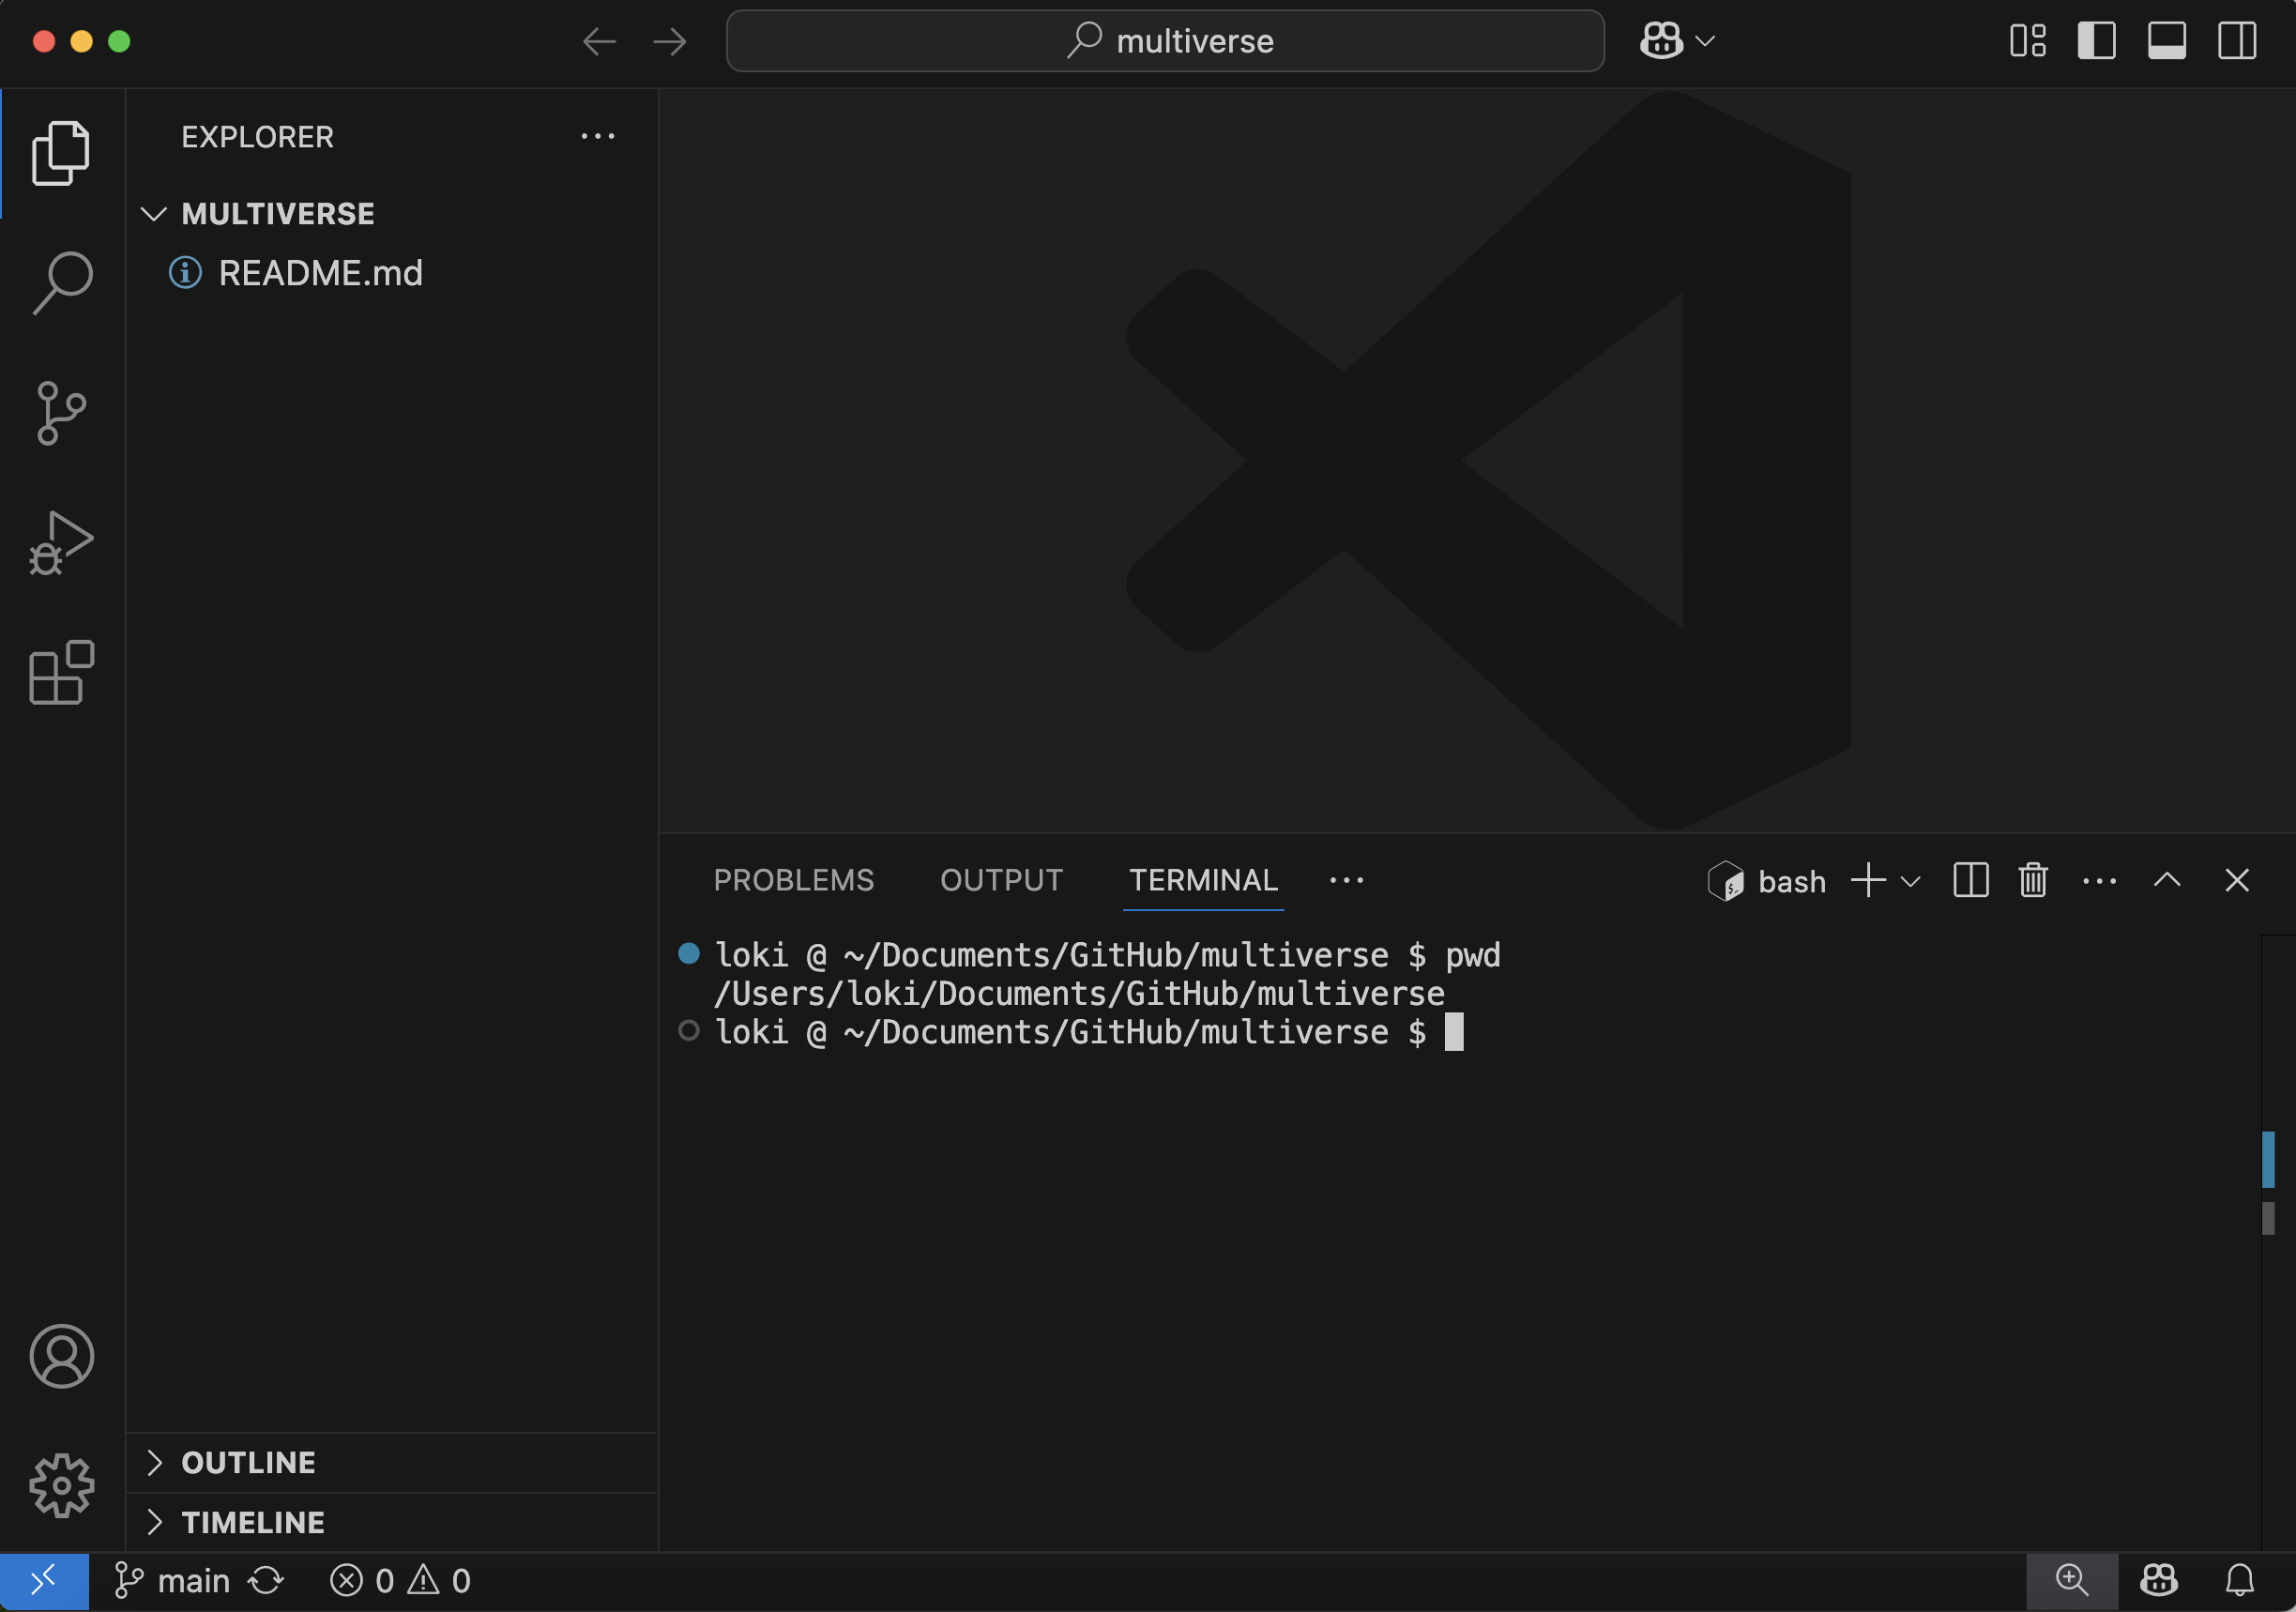 multiverse
EXPLORER
MULTIVERSE
README.md
PROBLEMS OUTPUT TERMINAL bash
loki @ ~/Documents/GitHub/multiverse $ pwd
/Users/loki/Documents/GitHub/multiverse
loki @ ~/Documents/GitHub/multiverse $
OUTLINE
TIMELINE
main 0 0